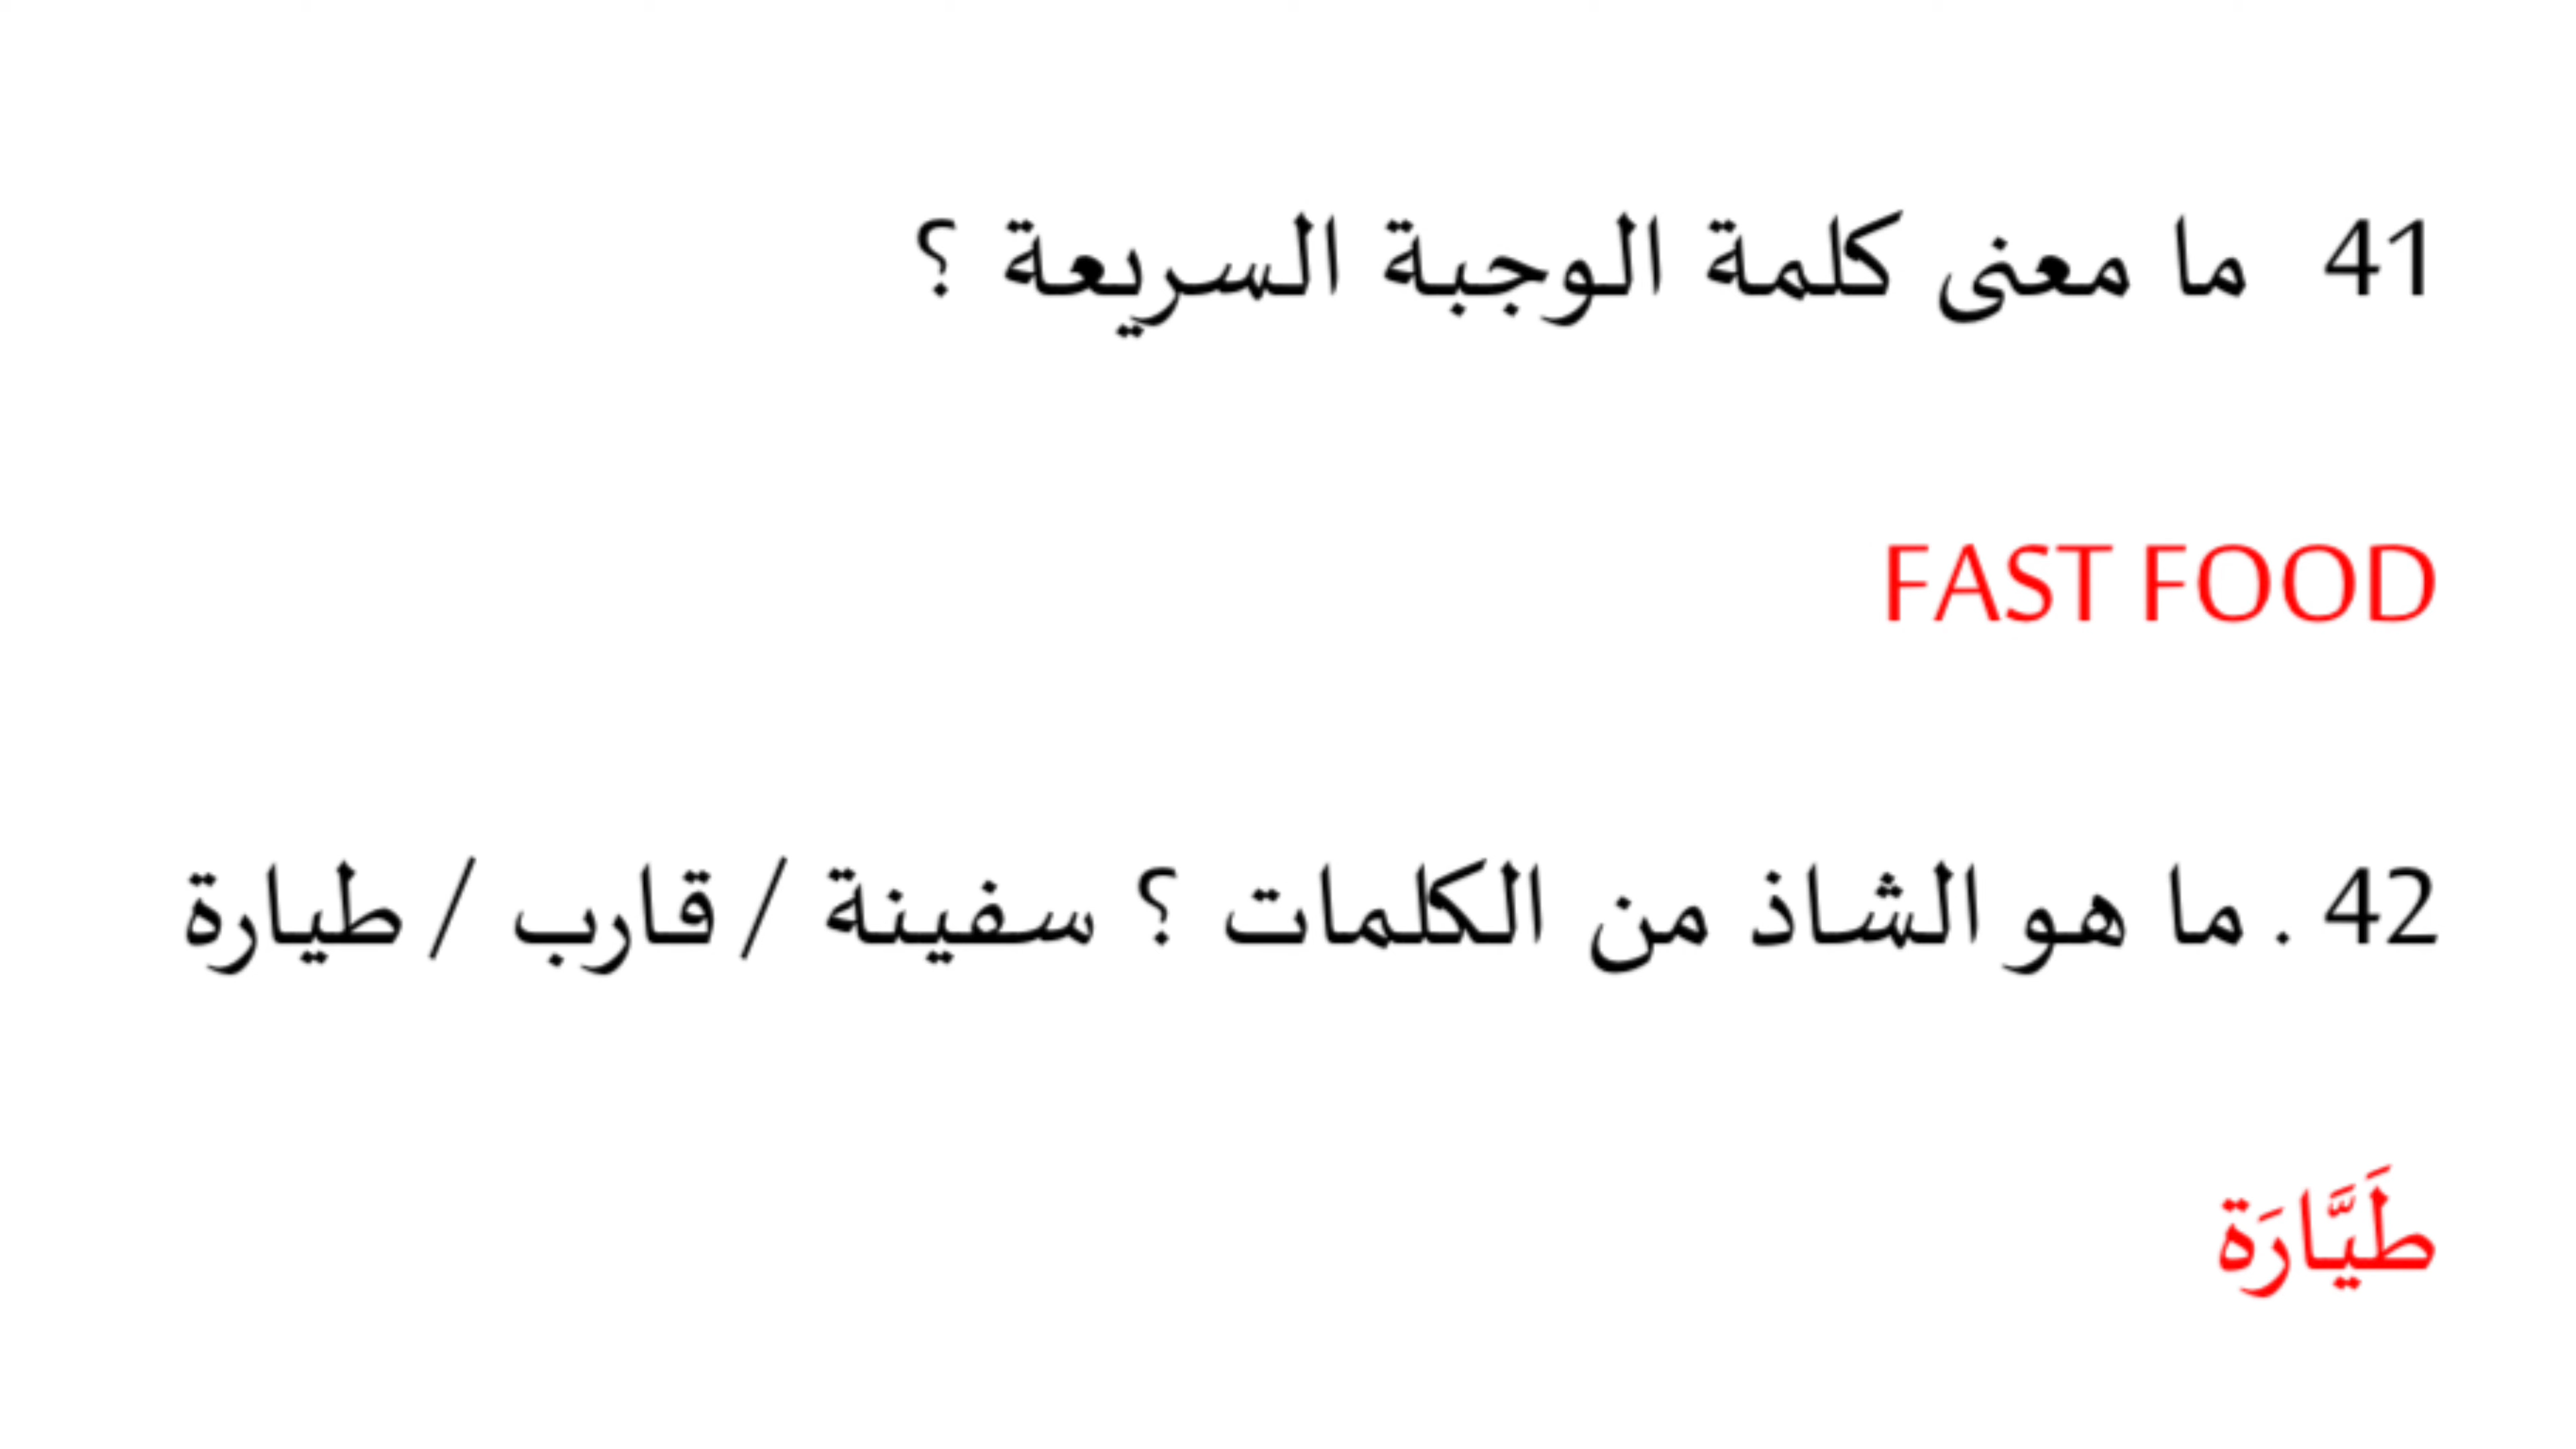 41 ما معنى كلمة الوجبة السريعة ؟
FAST FOOD
42 . ما هو الشاذ من الكلمات ؟ سفينة / قارب / طيارة
طَيَّارَة